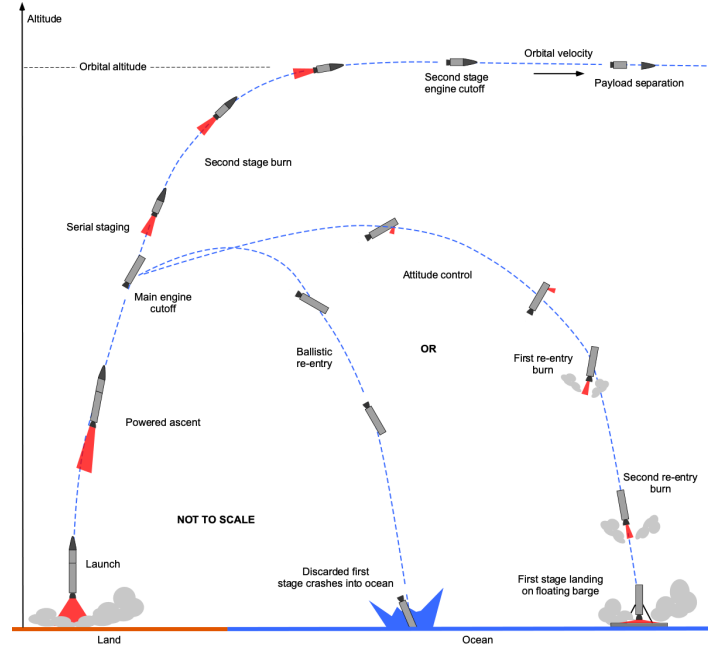 Altitude
Orbital altitude
Orbital velocity
Second stage
engine cutoff
Payload separation
Second stage burn
Serial staging
Main engine
cutoff
Attitude control
Ballistic
re-entry
OR
First re-entry
burn
Powered ascent
Second re-entry
burn
NOT TO SCALE
Launch
Discarded first
stage crashes into ocean
First stage landing
on floating barge
Land
Ocean